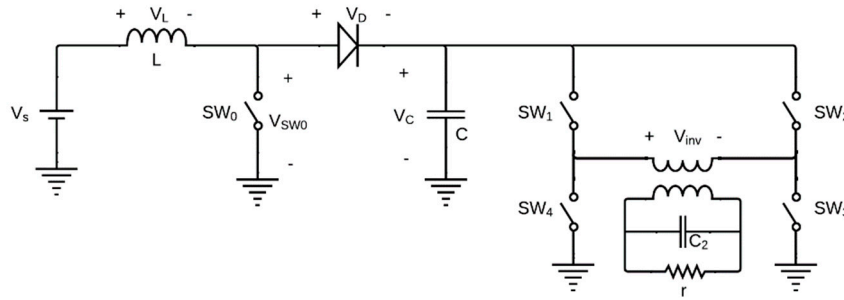 + V_L - + V_D -
L
+ +
V_s SW_0 V_SW0 V_C C SW_1 SW_2
- -
+ V_inv -
SW_4 SW_3
C_2
r